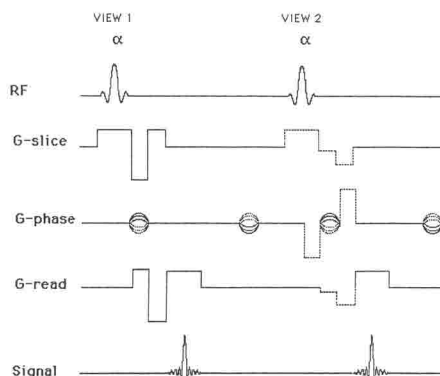 VIEW 1 VIEW 2
α α
RF
G-slice
G-phase
G-read
Signal